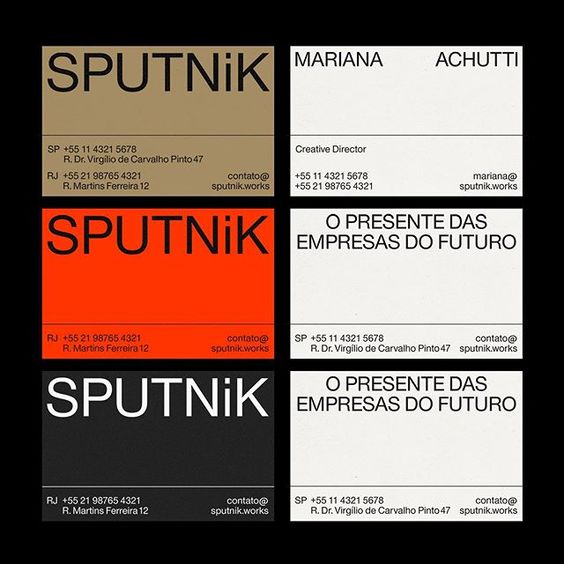 SPUTNiK
SP +55 11 4321 5678
R. Dr. Virgílio de Carvalho Pinto 47
RJ +55 21 98765 4321
R. Martins Ferreira 12
contato@
sputnik.works
MARIANA ACHUTTI
Creative Director
+55 11 4321 5678
+55 21 98765 4321
mariana@
sputnik.works
SPUTNiK
RJ +55 21 98765 4321
R. Martins Ferreira 12
contato@
sputnik.works
O PRESENTE DAS
EMPRESAS DO FUTURO
SP +55 11 4321 5678
R. Dr. Virgílio de Carvalho Pinto 47
contato@
sputnik.works
SPUTNiK
RJ +55 21 98765 4321
R. Martins Ferreira 12
contato@
sputnik.works
O PRESENTE DAS
EMPRESAS DO FUTURO
SP +55 11 4321 5678
R. Dr. Virgílio de Carvalho Pinto 47
contato@
sputnik.works